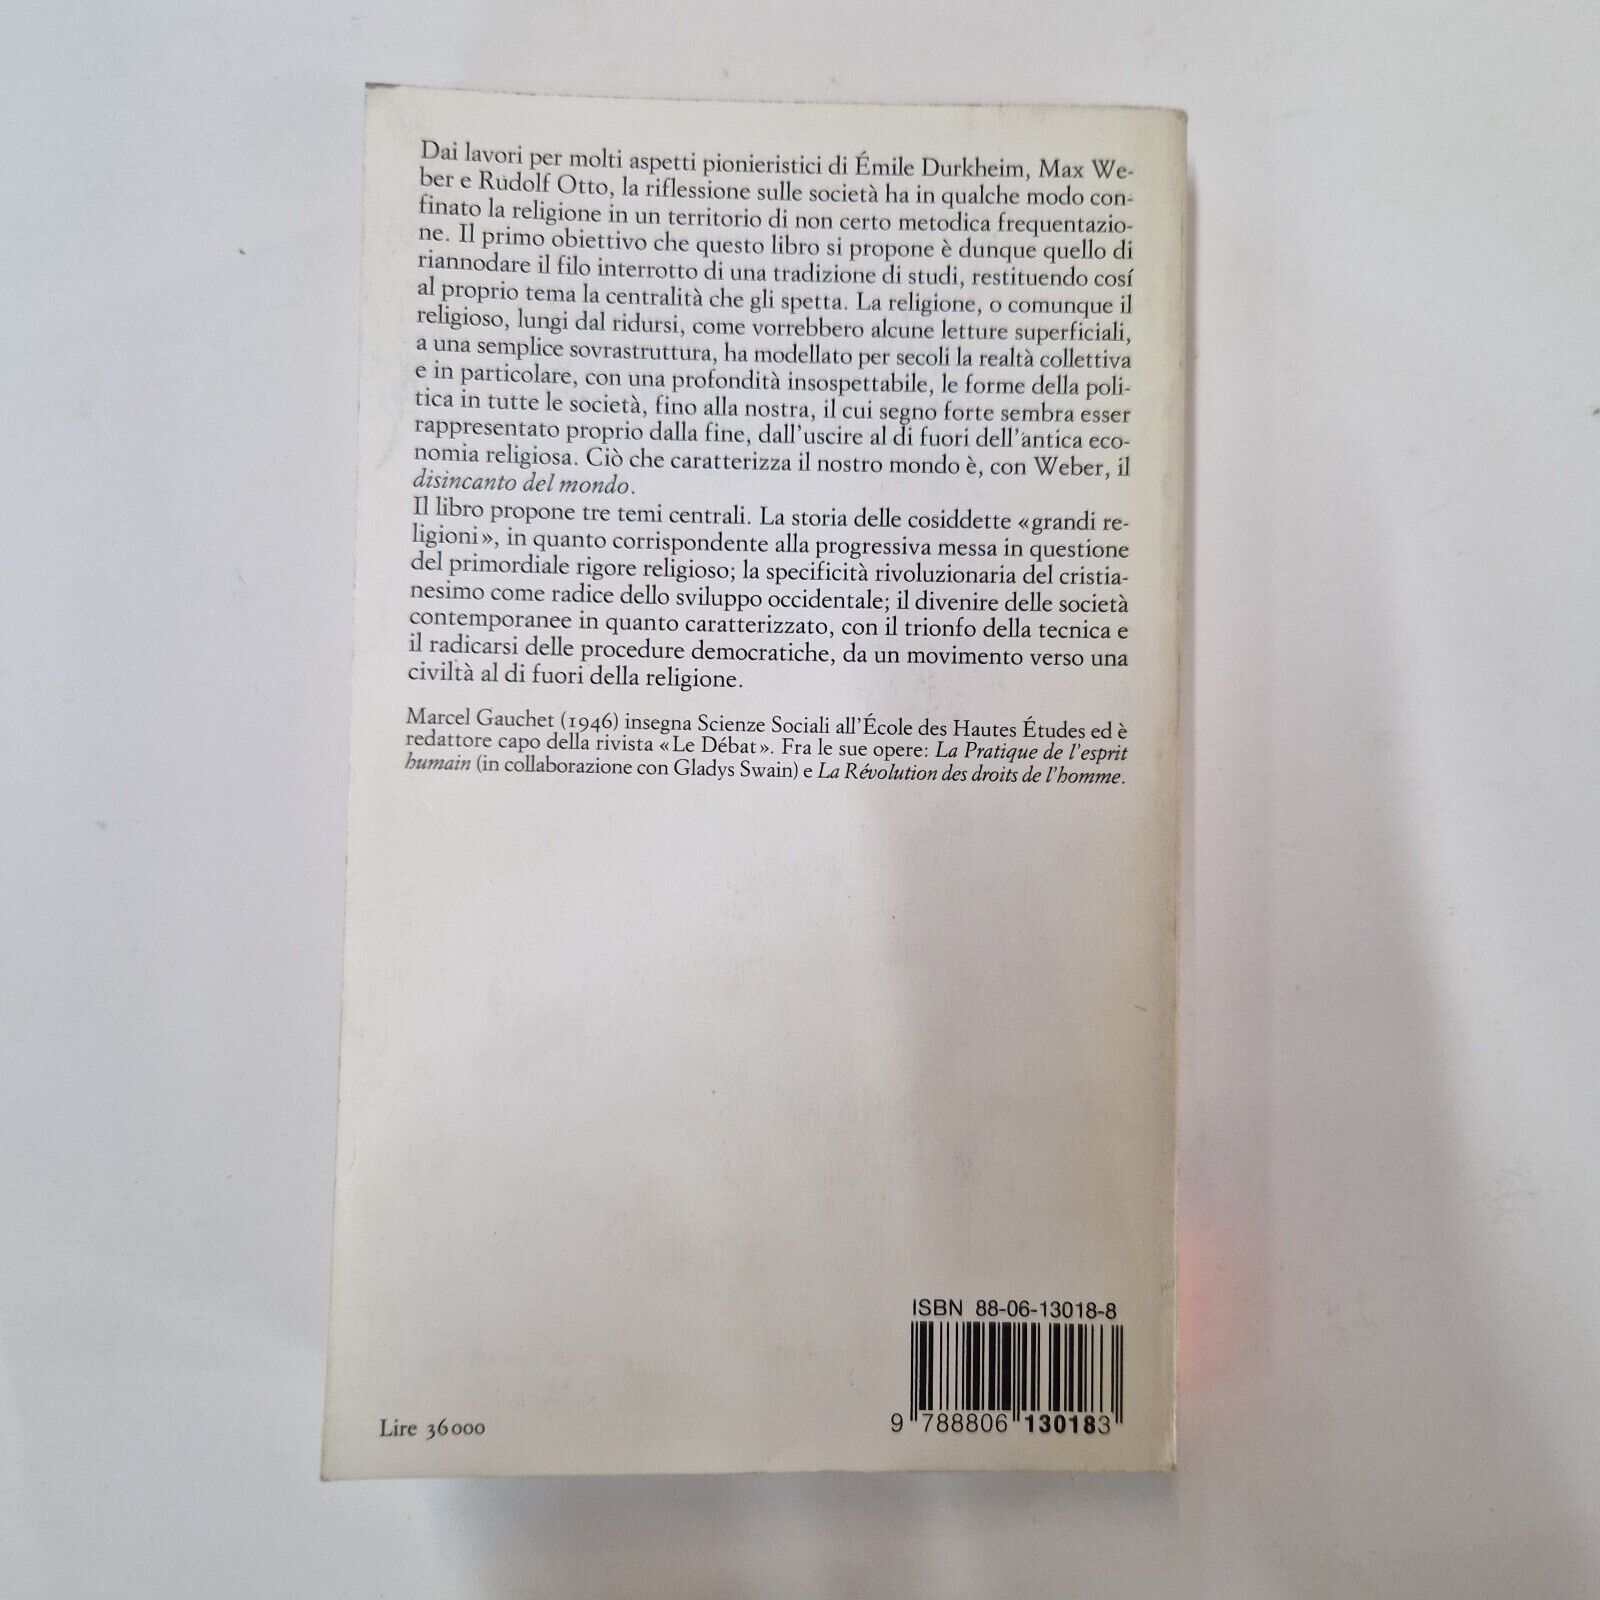 Dai lavori per molti aspetti pionieristici di Émile Durkheim, Max We-
ber e Rudolf Otto, la riflessione sulle società ha in qualche modo con-
finato la religione in un territorio di non certo metodica frequentazio-
ne. Il primo obiettivo che questo libro si propone è dunque quello di
riannodare il filo interrotto di una tradizione di studi, restituendo cosí
al proprio tema la centralità che gli spetta. La religione, o comunque il
religioso, lungi dal ridursi, come vorrebbero alcune letture superficiali,
a una semplice sovrastruttura, ha modellato per secoli la realtà collettiva
e in particolare, con una profondità insospettabile, le forme della poli-
tica in tutte le società, fino alla nostra, il cui segno forte sembra esser
rappresentato proprio dalla fine, dall'uscire al di fuori dell'antica eco-
nomia religiosa. Ciò che caratterizza il nostro mondo è, con Weber, il
disincanto del mondo.
Il libro propone tre temi centrali. La storia delle cosiddette «grandi re-
ligioni», in quanto corrispondente alla progressiva messa in questione
del primordiale rigore religioso; la specificità rivoluzionaria del cristia-
nesimo come radice dello sviluppo occidentale; il divenire delle società
contemporanee in quanto caratterizzato, con il trionfo della tecnica e
il radicarsi delle procedure democratiche, da un movimento verso una
civiltà al di fuori della religione.
Marcel Gauchet (1946) insegna Scienze Sociali all'École des Hautes Études ed è
redattore capo della rivista «Le Débat». Fra le sue opere: La Pratique de l'esprit
humain (in collaborazione con Gladys Swain) e La Révolution des droits de l'homme.
ISBN 88-06-13018-8
9 788806 130183
Lire 36000